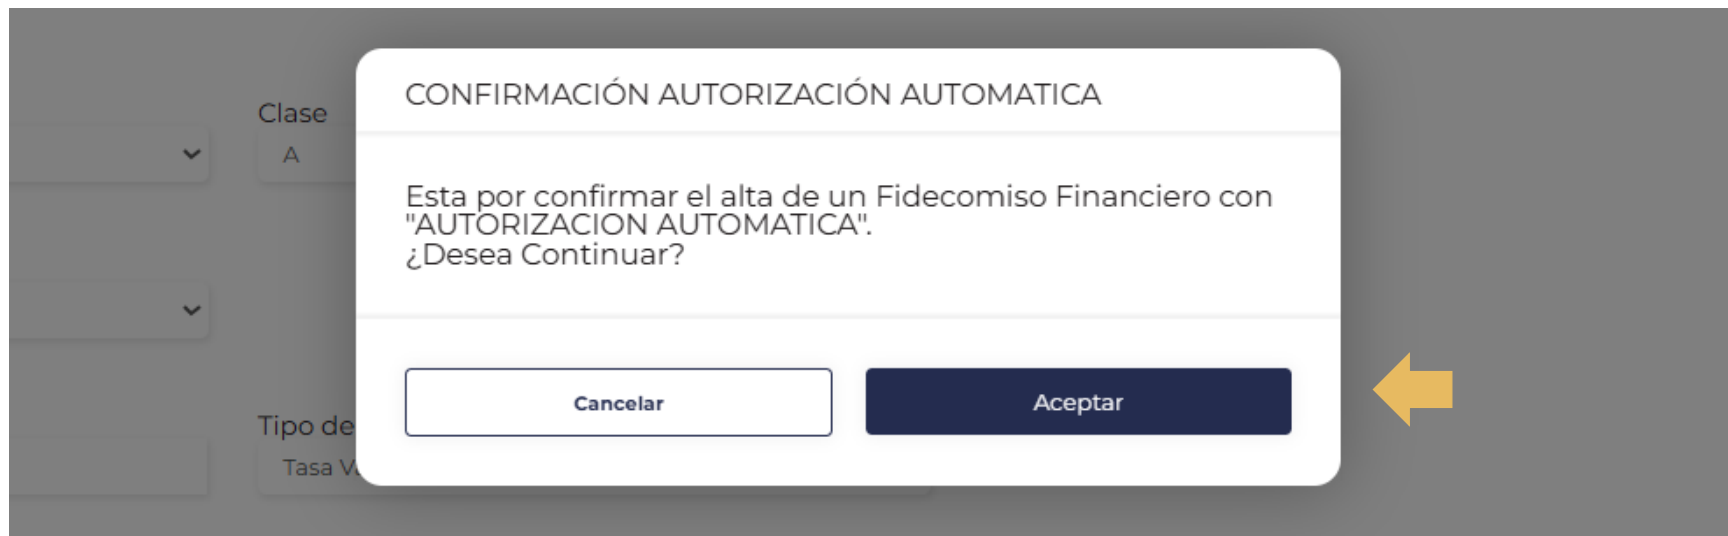 CONFIRMACIÓN AUTORIZACIÓN AUTOMATICA
Clase
A
Esta por confirmar el alta de un Fidecomiso Financiero con
"AUTORIZACION AUTOMATICA".
¿Desea Continuar?
Cancelar
Aceptar
Tipo de
Tasa